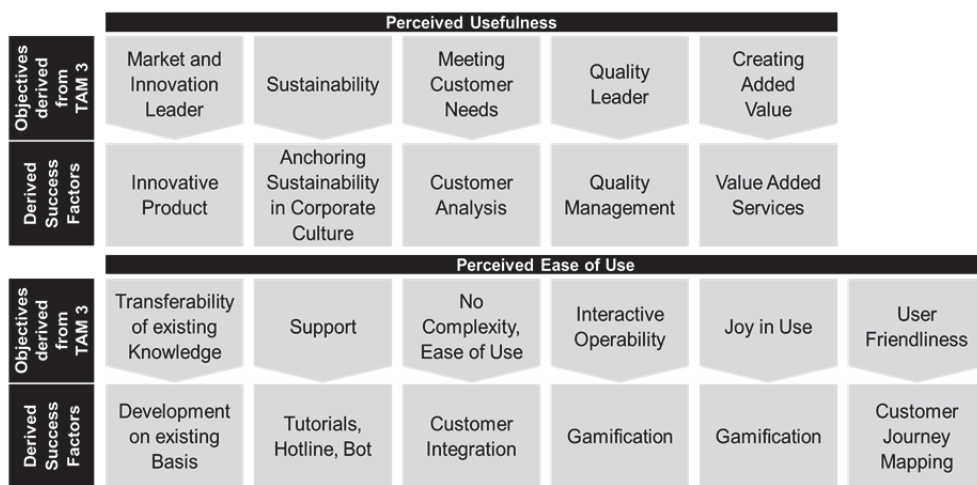 Perceived Usefulness
Objectives
derived
from
TAM 3
Market and
Innovation
Leader
Sustainability
Meeting
Customer
Needs
Quality
Leader
Creating
Added
Value
Derived
Success
Factors
Innovative
Product
Anchoring
Sustainability
in Corporate
Culture
Customer
Analysis
Quality
Management
Value Added
Services
Perceived Ease of Use
Objectives
derived
from
TAM 3
Transferability
of existing
Knowledge
Support
No
Complexity,
Ease of Use
Interactive
Operability
Joy in Use
User
Friendliness
Derived
Success
Factors
Development
on existing
Basis
Tutorials,
Hotline, Bot
Customer
Integration
Gamification
Gamification
Customer
Journey
Mapping